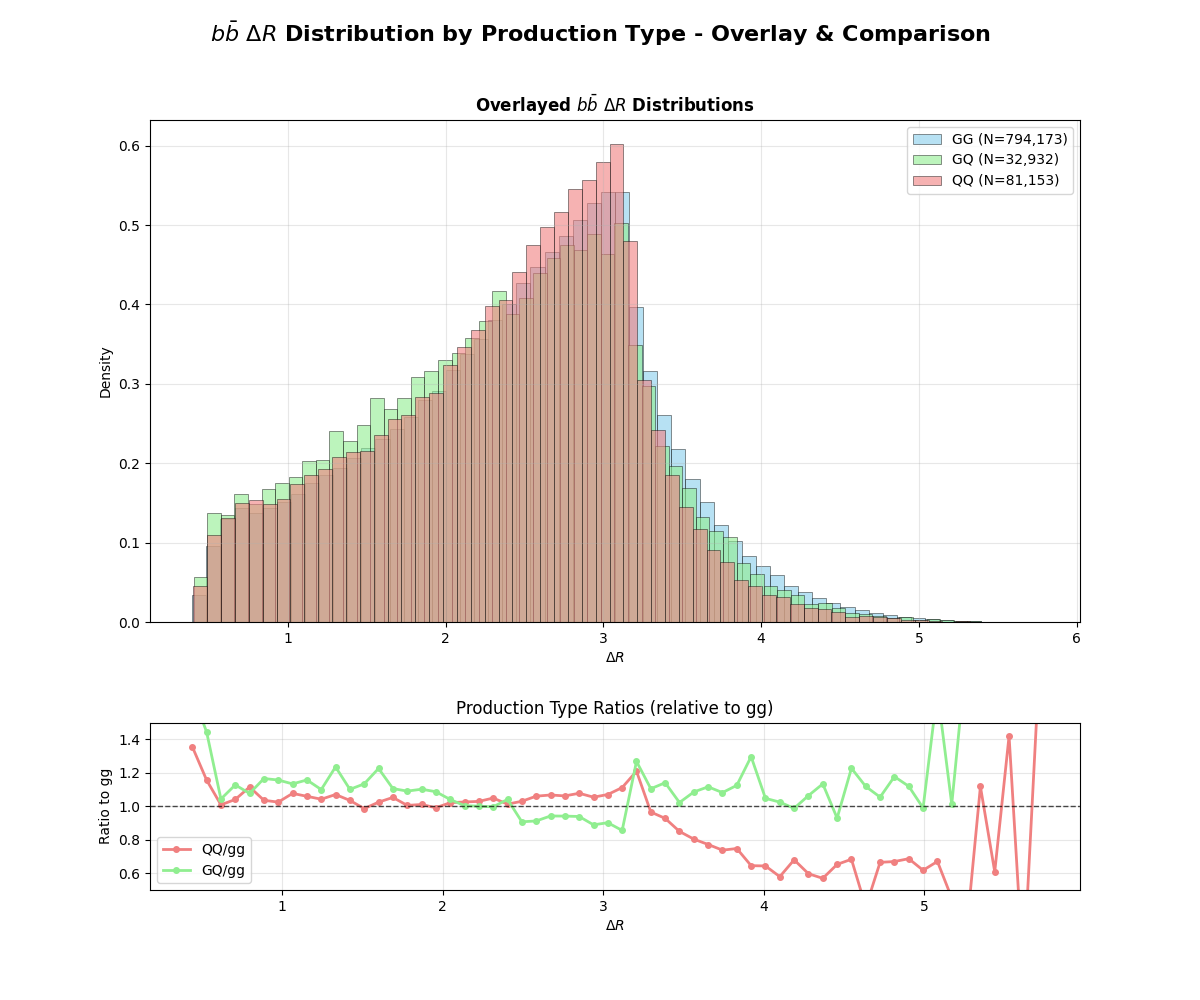 bb̄ ΔR Distribution by Production Type - Overlay & Comparison
Overlayed bb̄ ΔR Distributions
GG (N=794,173)
GQ (N=32,932)
QQ (N=81,153)
Density
0.6
0.5
0.4
0.3
0.2
0.1
0.0
1 2 3 4 5 6
ΔR
Production Type Ratios (relative to gg)
Ratio to gg
1.4
1.2
1.0
0.8
0.6
QQ/gg
GQ/gg
1 2 3 4 5
ΔR